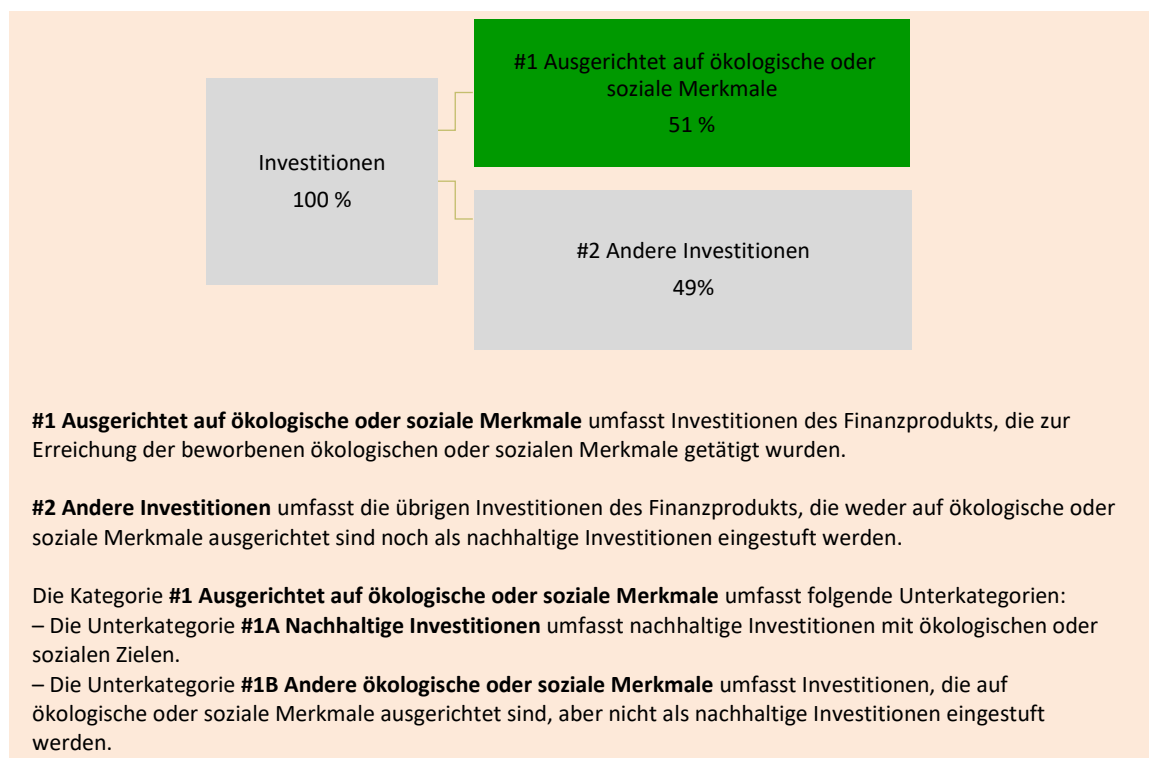 #1 Ausgerichtet auf ökologische oder
soziale Merkmale
51 %
Investitionen
100 %
#2 Andere Investitionen
49%
#1 Ausgerichtet auf ökologische oder soziale Merkmale umfasst Investitionen des Finanzprodukts, die zur
Erreichung der beworbenen ökologischen oder sozialen Merkmale getätigt wurden.
#2 Andere Investitionen umfasst die übrigen Investitionen des Finanzprodukts, die weder auf ökologische oder
soziale Merkmale ausgerichtet sind noch als nachhaltige Investitionen eingestuft werden.
Die Kategorie #1 Ausgerichtet auf ökologische oder soziale Merkmale umfasst folgende Unterkategorien:
– Die Unterkategorie #1A Nachhaltige Investitionen umfasst nachhaltige Investitionen mit ökologischen oder
sozialen Zielen.
– Die Unterkategorie #1B Andere ökologische oder soziale Merkmale umfasst Investitionen, die auf
ökologische oder soziale Merkmale ausgerichtet sind, aber nicht als nachhaltige Investitionen eingestuft
werden.